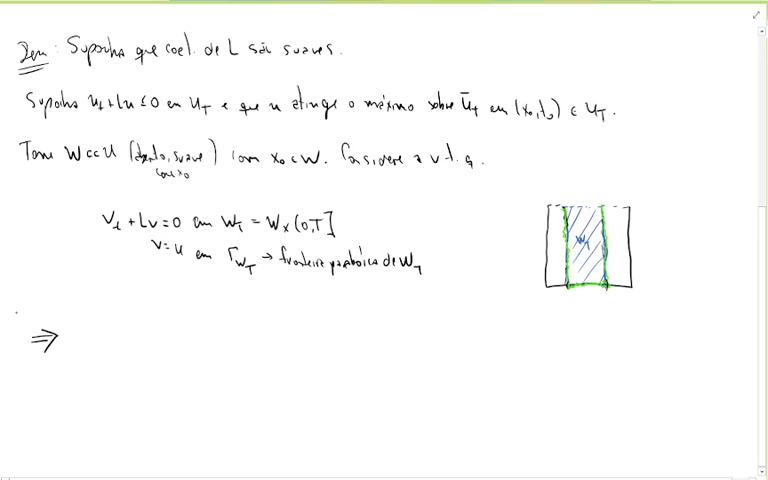 Dem: Suponha que coef. de L são suaves.
Suponha u_t + Lu ≤ 0 em U_T e que u atinge o máximo sobre Ū_T em (x_0, t_0) ∈ U_T.
Tome W ⊂⊂ U (aberto, suave) com x_0 ∈ W. Considere a v t.q.
conexo
v_t + Lv = 0 em W_T = W × (0,T]
v = u em Γ_{W_T} → fronteira parabólica de W_T
W_T
⇒